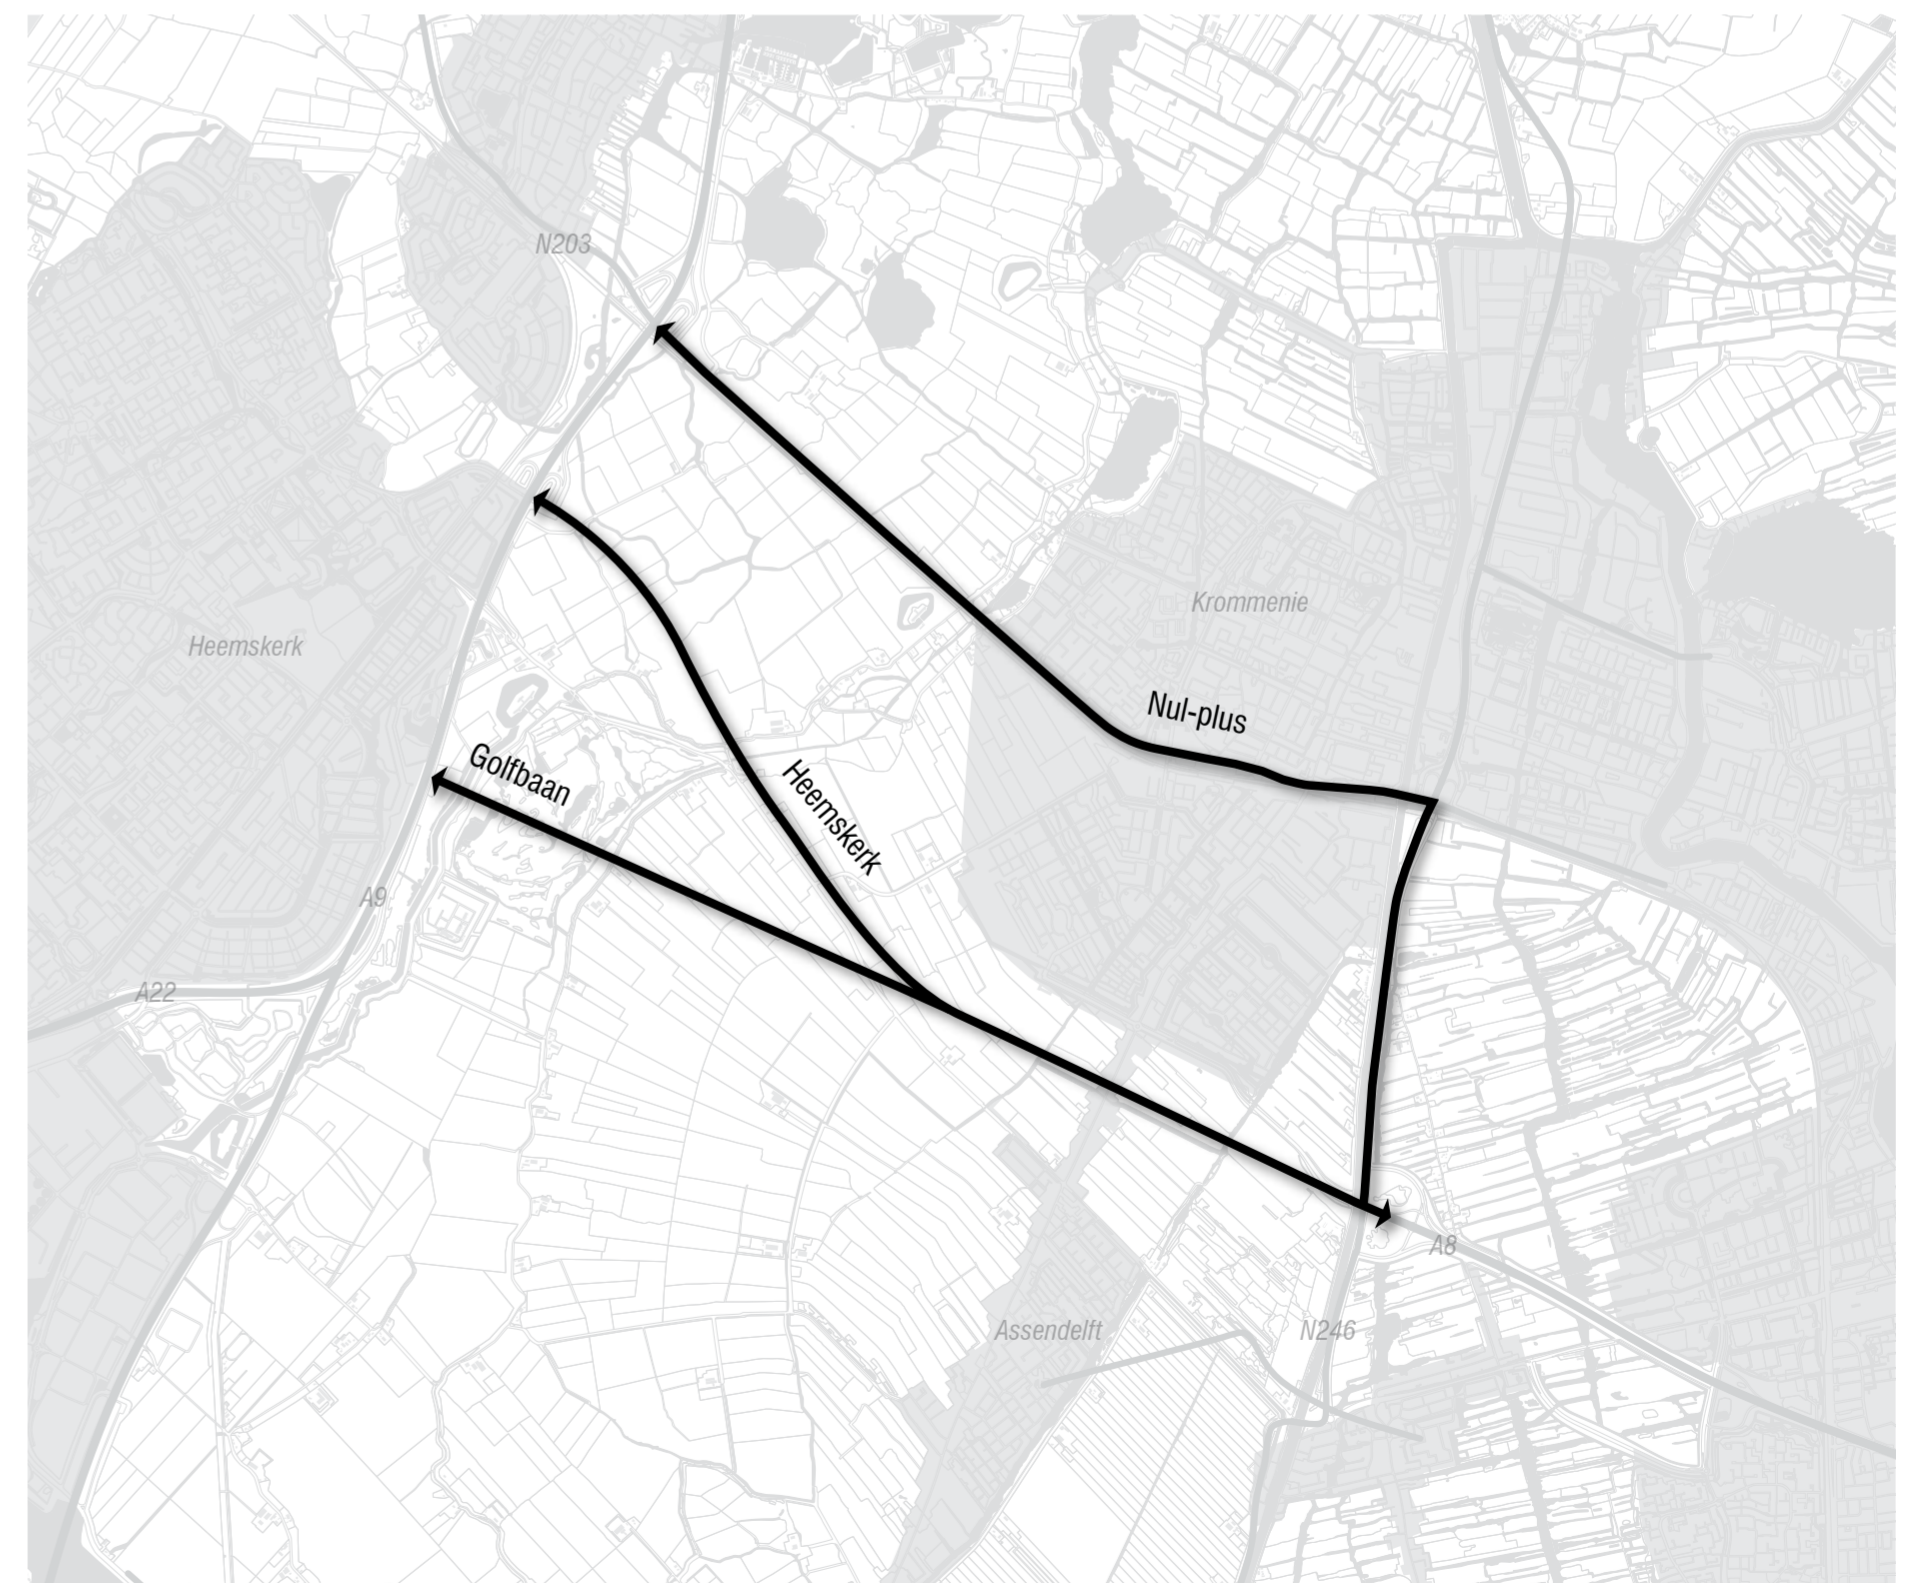 N203
Krommenie
Heemskerk
Nul-plus
Golfbaan
Heemskerk
A9
A22
A8
Assendelft
N246